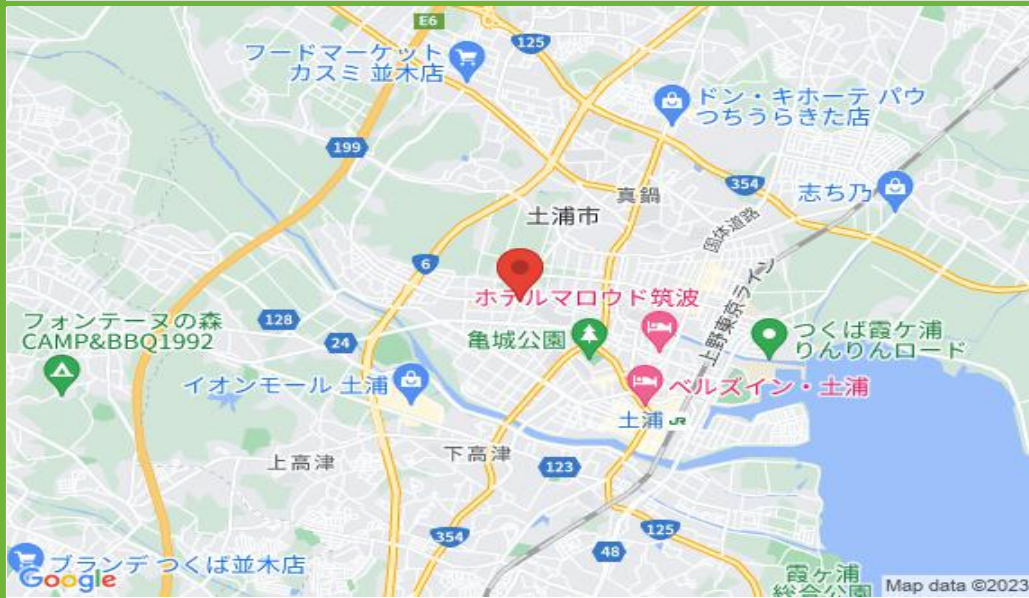 E6
125
フードマーケット
カスミ 並木店
ドン・キホーテ パウ
つちうらきた店
199
354
真鍋
志ち乃
土浦市
国体道路
6
ホテルマロウド筑波
上野東京ライン
フォンテーヌの森
CAMP&BBQ1992
128
24
亀城公園
つくば霞ケ浦
りんりんロード
イオンモール 土浦
ベルズイン・土浦
土浦 JR
上高津
下高津
123
354
125
48
ブランデ つくば並木店
Google
霞ケ浦
総合公園
Map data ©2023